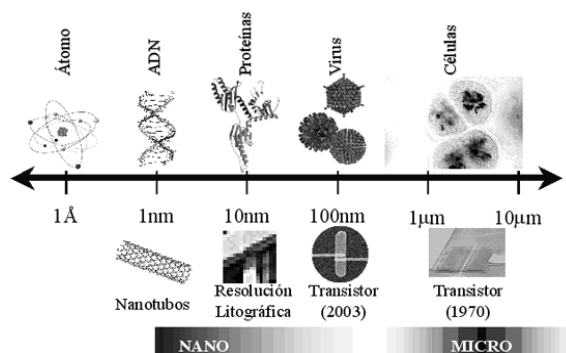 Átomo
ADN
Proteínas
Virus
Células
1Å
1nm
10nm
100nm
1μm
10μm
Nanotubos
Resolución
Litográfica
Transistor
(2003)
Transistor
(1970)
NANO
MICRO